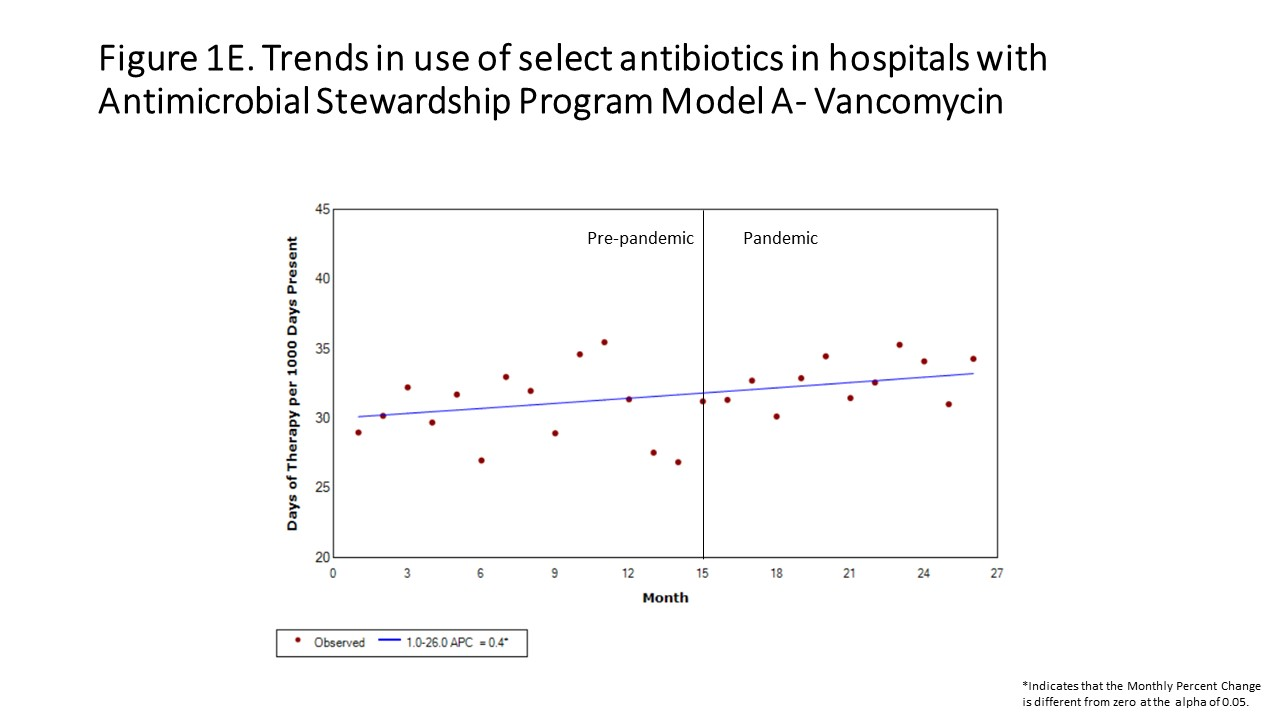 Figure 1E. Trends in use of select antibiotics in hospitals with
Antimicrobial Stewardship Program Model A- Vancomycin
Pre-pandemic
Pandemic
Days of Therapy per 1000 Days Present
45
40
35
30
25
20
0 3 6 9 12 15 18 21 24 27
Month
Observed 1.0-26.0 APC = 0.4*
*Indicates that the Monthly Percent Change
is different from zero at the alpha of 0.05.